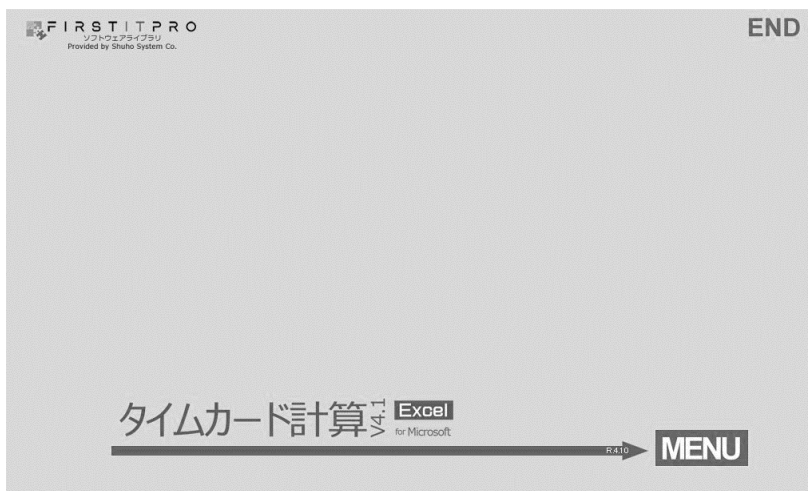 FIRSTITPRO
ソフトウェアライブラリ
Provided by Shuho System Co.
END
タイムカード計算 V4.1 Excel
for Microsoft
R.4.10
MENU